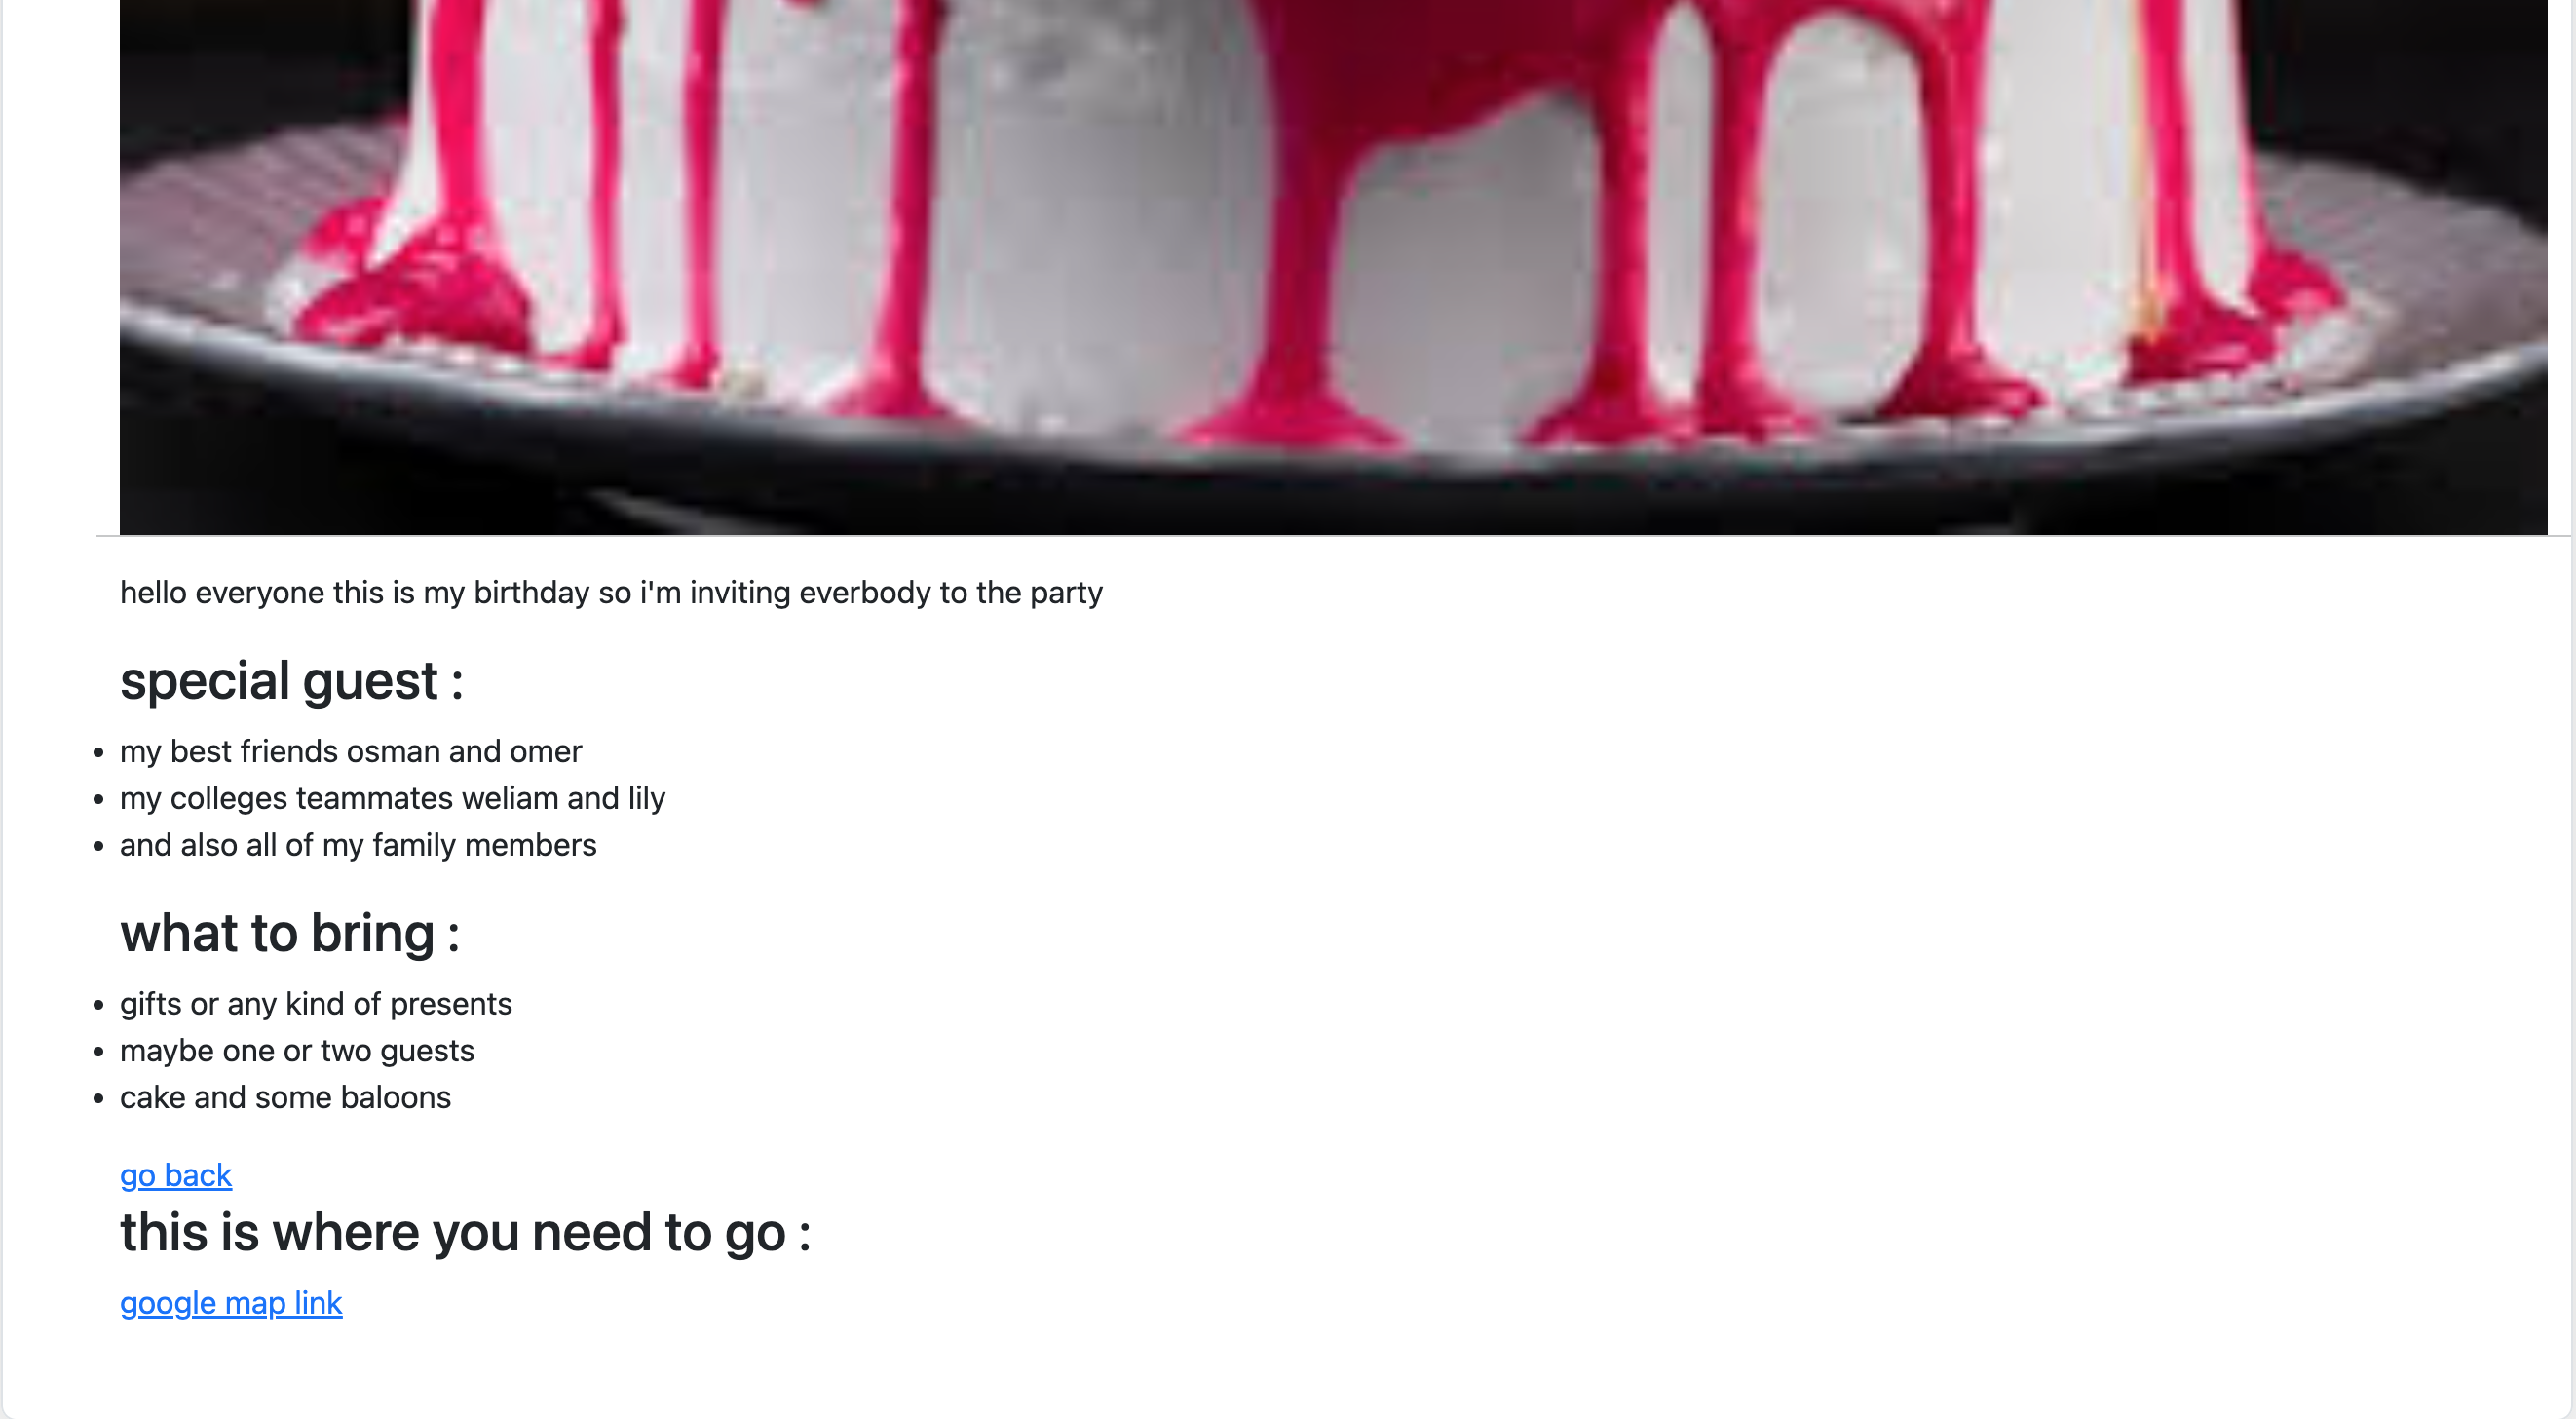 hello everyone this is my birthday so i'm inviting everbody to the party
special guest :
my best friends osman and omer
my colleges teammates weliam and lily
and also all of my family members
what to bring :
gifts or any kind of presents
maybe one or two guests
cake and some baloons
go back
this is where you need to go :
google map link